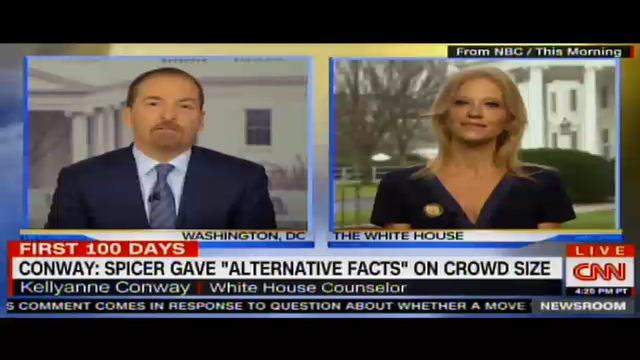 From NBC / This Morning
WASHINGTON, DC
THE WHITE HOUSE
FIRST 100 DAYS
LIVE
CONWAY: SPICER GAVE "ALTERNATIVE FACTS" ON CROWD SIZE
CNN
Kellyanne Conway | White House Counselor
4:25 PM PT
S COMMENT COMES IN RESPONSE TO QUESTION ABOUT WHETHER A MOVE
NEWSROOM